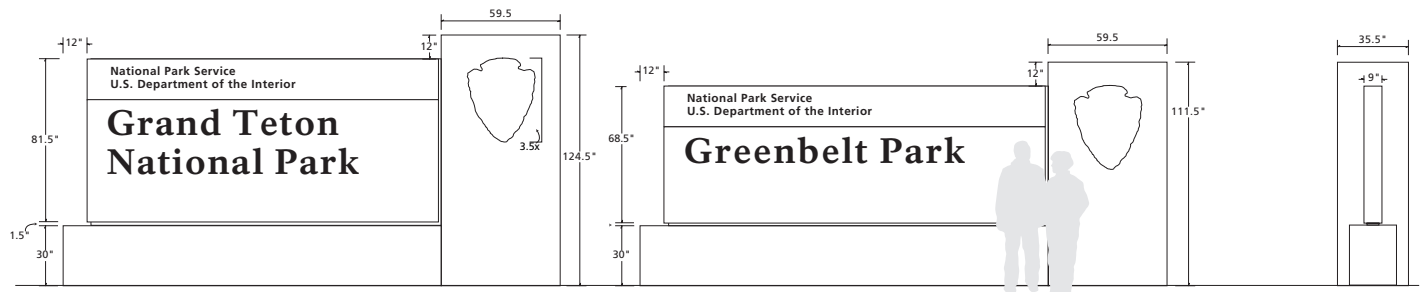 59.5
12"
12"
National Park Service
U.S. Department of the Interior
Grand Teton
National Park
81.5"
3.5x
124.5"
1.5"
30"
59.5
12"
12"
National Park Service
U.S. Department of the Interior
Greenbelt Park
68.5"
111.5"
30"
35.5"
9"